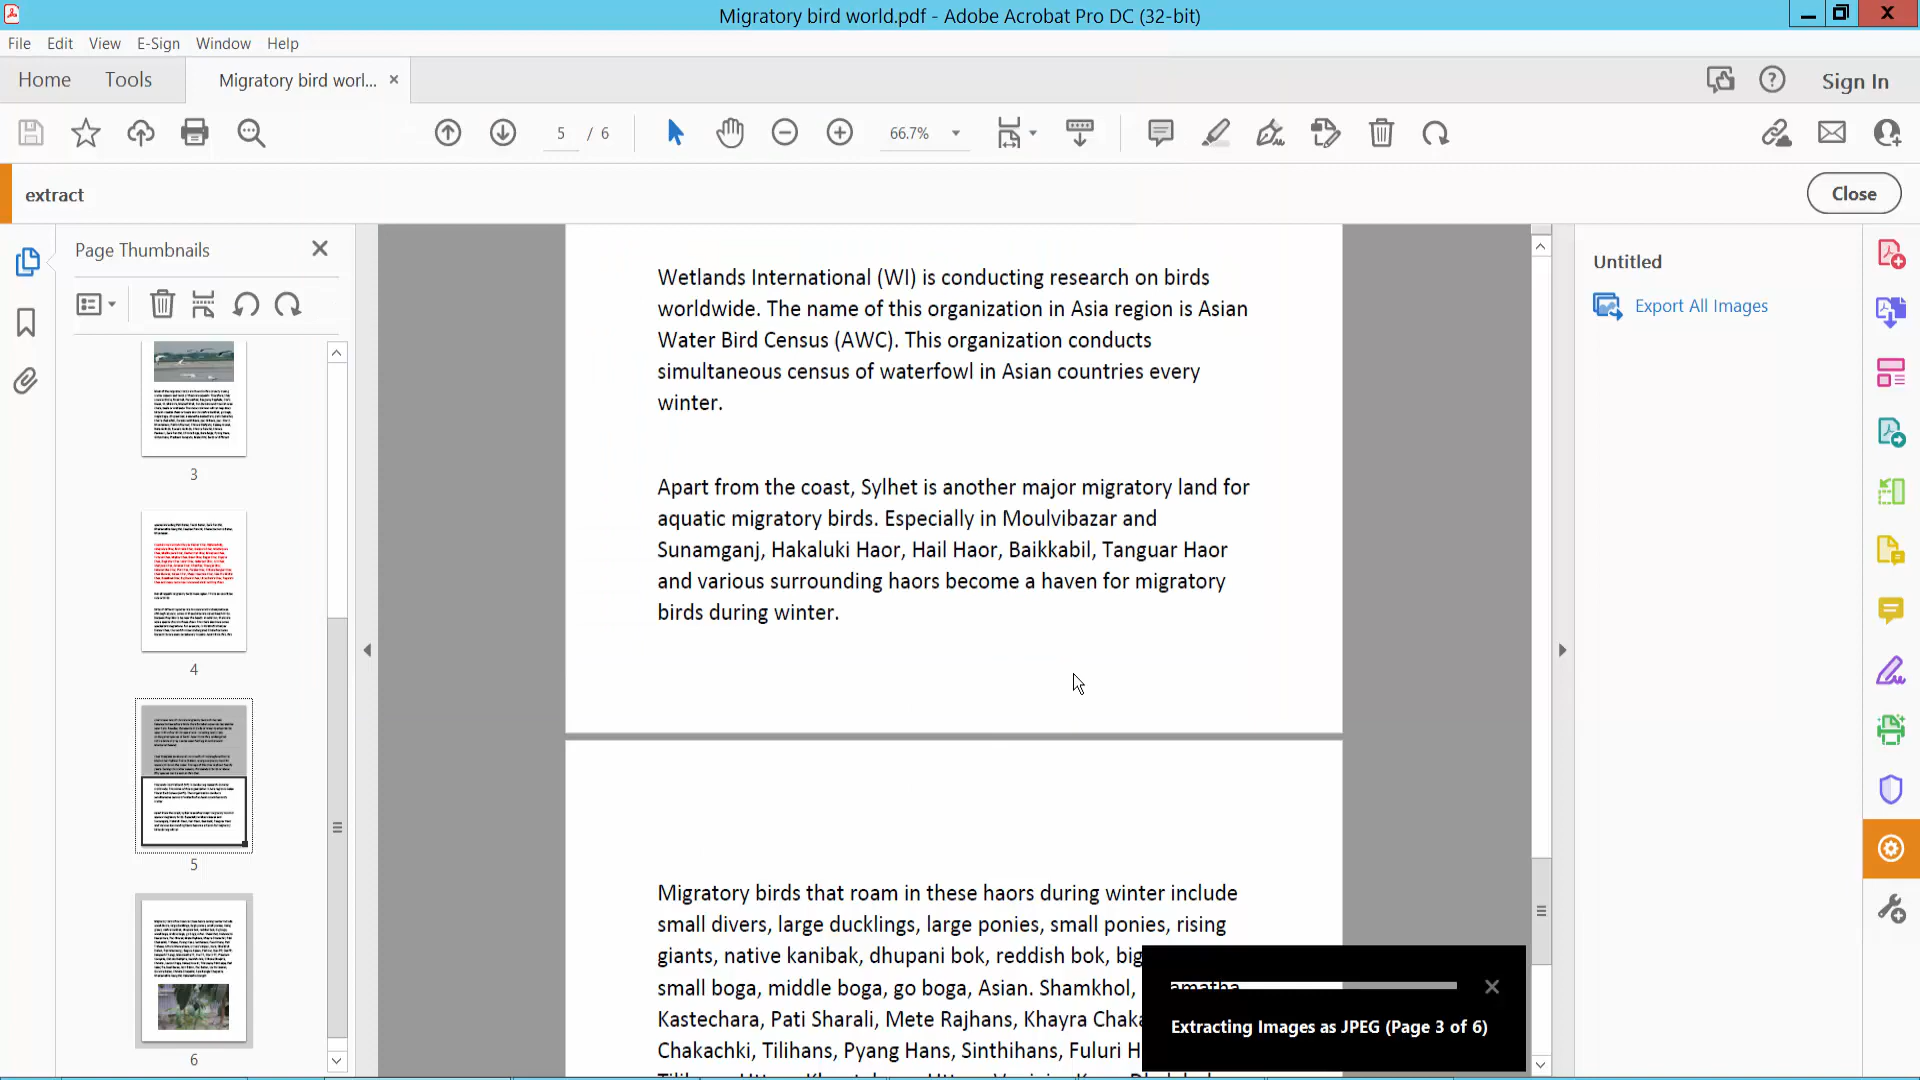 Migratory bird world.pdf - Adobe Acrobat Pro DC (32-bit)
File Edit View E-Sign Window Help
Home Tools Migratory bird worl... Sign In
5 / 6 66.7%
extract
Close
Page Thumbnails
3
4
5
6
Wetlands International (WI) is conducting research on birds
worldwide. The name of this organization in Asia region is Asian
Water Bird Census (AWC). This organization conducts
simultaneous census of waterfowl in Asian countries every
winter.
Apart from the coast, Sylhet is another major migratory land for
aquatic migratory birds. Especially in Moulvibazar and
Sunamganj, Hakaluki Haor, Hail Haor, Baikkabil, Tanguar Haor
and various surrounding haors become a haven for migratory
birds during winter.
Migratory birds that roam in these haors during winter include
small divers, large ducklings, large ponies, small ponies, rising
giants, native kanibak, dhupani bok, reddish bok, big
small boga, middle boga, go boga, Asian. Shamkhol,
Kastechara, Pati Sharali, Mete Rajhans, Khayra Chaka
Chakachki, Tilihans, Pyang Hans, Sinthihans, Fuluri H
Untitled
Export All Images
Extracting Images as JPEG (Page 3 of 6)